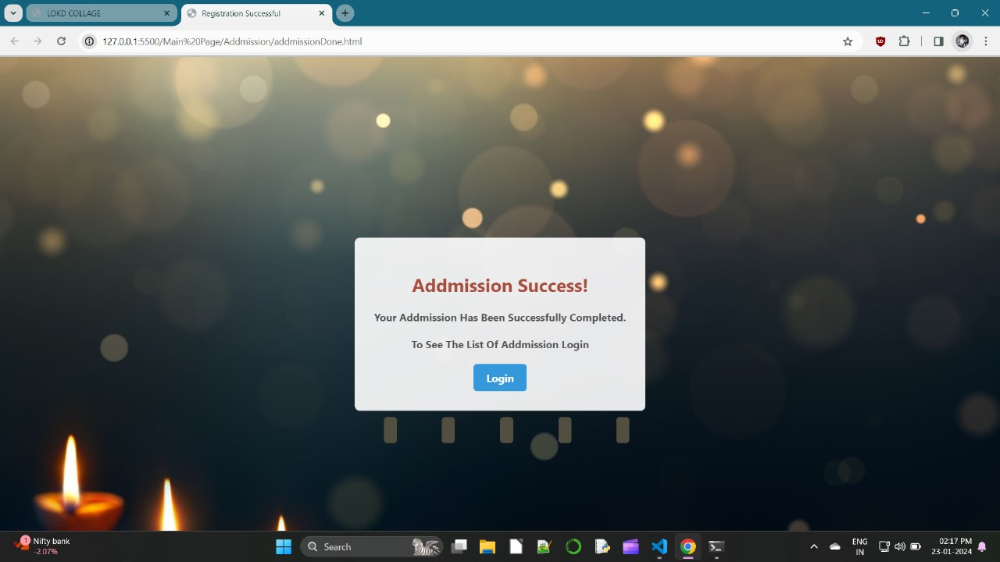 LOKD COLLAGE
Registration Successful
127.0.0.1:5500/Main%20Page/Addmission/addmissionDone.html
Addmission Success!
Your Addmission Has Been Successfully Completed.
To See The List Of Addmission Login
Login
1 Nifty bank
-2.07%
Search
ENG
IN
02:17 PM
23-01-2024